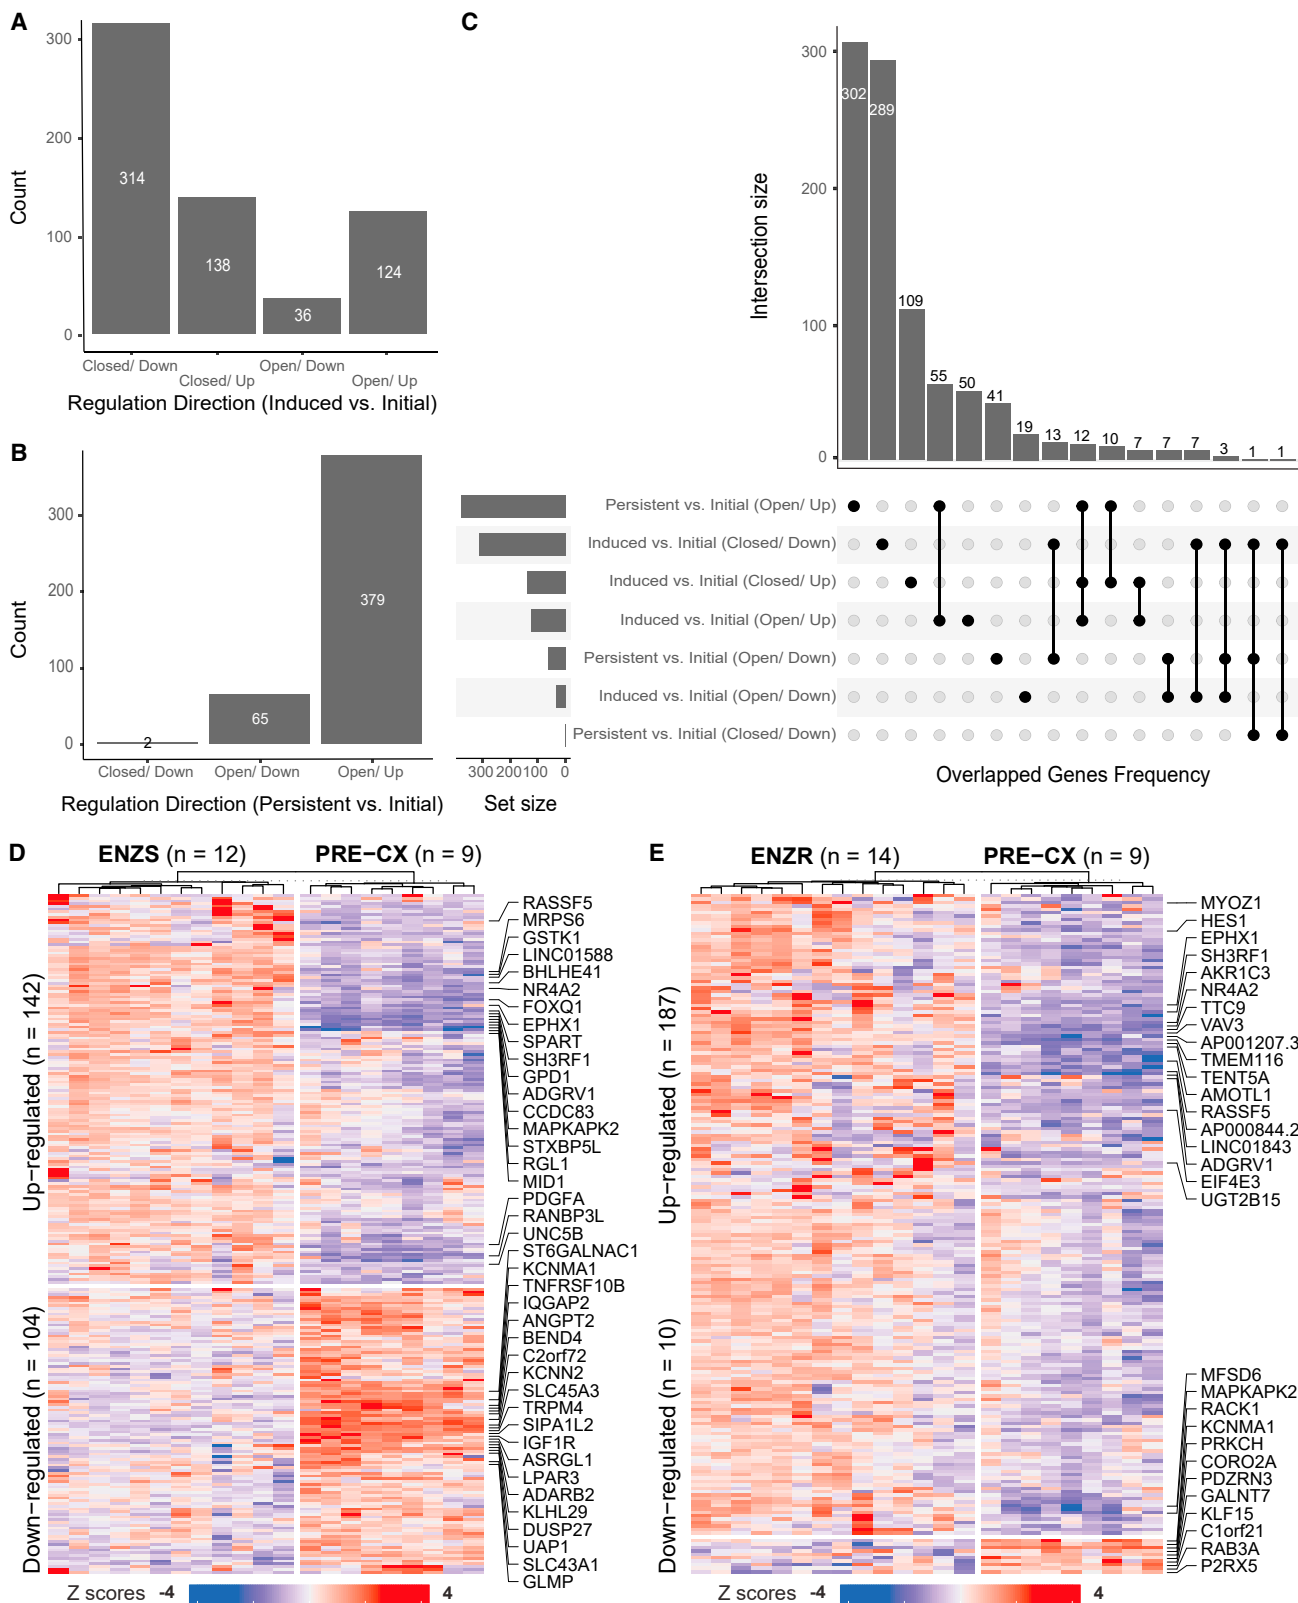 A
300
200
100
0
Count
314
138
36
124
Closed/ Down
Closed/ Up
Open/ Down
Open/ Up
Regulation Direction (Induced vs. Initial)
B
300
200
100
0
Count
2
65
379
Closed/ Down
Open/ Down
Open/ Up
Regulation Direction (Persistent vs. Initial)
C
300
200
100
0
Intersection size
302
289
109
55
50
41
19
13
12
10
7
7
7
3
1
1
Persistent vs. Initial (Open/ Up)
Induced vs. Initial (Closed/ Down)
Induced vs. Initial (Closed/ Up)
Induced vs. Initial (Open/ Up)
Persistent vs. Initial (Open/ Down)
Induced vs. Initial (Open/ Down)
Persistent vs. Initial (Closed/ Down)
300 200 100 0
Set size
Overlapped Genes Frequency
D
ENZS (n = 12)
PRE−CX (n = 9)
Up−regulated (n = 142)
Down−regulated (n = 104)
RASSF5
MRPS6
GSTK1
LINC01588
BHLHE41
NR4A2
FOXQ1
EPHX1
SPART
SH3RF1
GPD1
ADGRV1
CCDC83
MAPKAPK2
STXBP5L
RGL1
MID1
PDGFA
RANBP3L
UNC5B
ST6GALNAC1
KCNMA1
TNFRSF10B
IQGAP2
ANGPT2
BEND4
C2orf72
KCNN2
SLC45A3
TRPM4
SIPA1L2
IGF1R
ASRGL1
LPAR3
ADARB2
KLHL29
DUSP27
UAP1
SLC43A1
GLMP
Z scores -4 4
E
ENZR (n = 14)
PRE−CX (n = 9)
Up−regulated (n = 187)
Down−regulated (n = 10)
MYOZ1
HES1
EPHX1
SH3RF1
AKR1C3
NR4A2
TTC9
VAV3
AP001207.3
TMEM116
TENT5A
AMOTL1
RASSF5
AP000844.2
LINC01843
ADGRV1
EIF4E3
UGT2B15
MFSD6
MAPKAPK2
RACK1
KCNMA1
PRKCH
CORO2A
PDZRN3
GALNT7
KLF15
C1orf21
RAB3A
P2RX5
Z scores -4 4